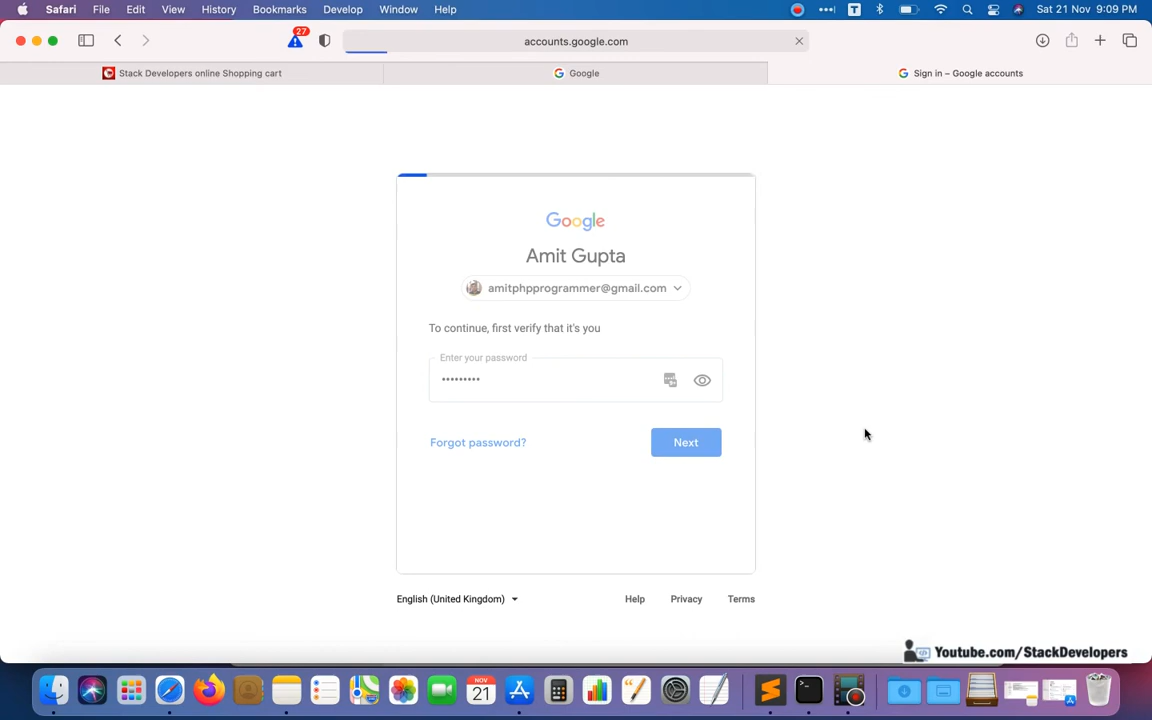 Safari File Edit View History Bookmarks Develop Window Help T Sat 21 Nov 9:09 PM
27
accounts.google.com
Stack Developers online Shopping cart
Google
Sign in – Google accounts
Google
Amit Gupta
amitphpprogrammer@gmail.com
To continue, first verify that it's you
Enter your password
•••••••••
Forgot password?
Next
English (United Kingdom)
Help
Privacy
Terms
Youtube.com/StackDevelopers
NOV
21